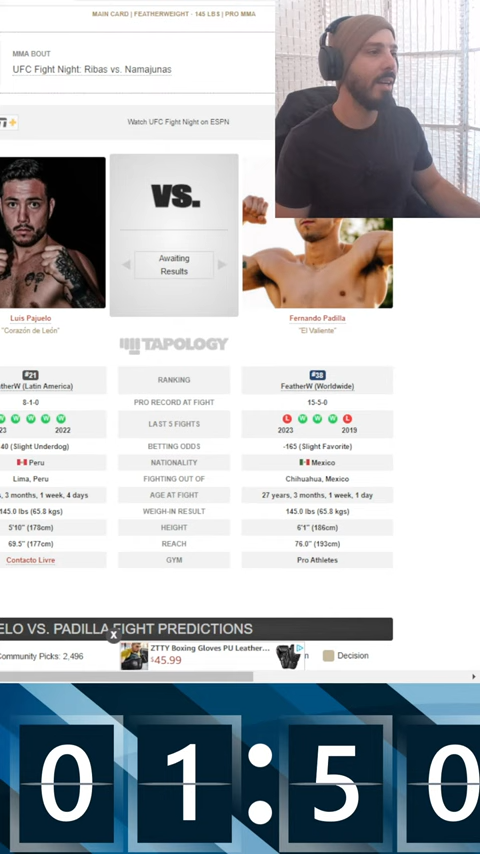 MAIN CARD | FEATHERWEIGHT · 145 LBS | PRO MMA
MMA BOUT
UFC Fight Night: Ribas vs. Namajunas
Watch UFC Fight Night on ESPN
VS.
Awaiting
Results
Luis Pajuelo
"Corazón de León"
Fernando Padilla
"El Valiente"
TAPOLOGY
#21
therW (Latin America)
RANKING
#38
FeatherW (Worldwide)
8-1-0
PRO RECORD AT FIGHT
15-5-0
W W W W W
23 2022
LAST 5 FIGHTS
L W W W L
2023 2019
40 (Slight Underdog)
BETTING ODDS
-165 (Slight Favorite)
Peru
NATIONALITY
Mexico
Lima, Peru
FIGHTING OUT OF
Chihuahua, Mexico
s, 3 months, 1 week, 4 days
AGE AT FIGHT
27 years, 3 months, 1 week, 1 day
145.0 lbs (65.8 kgs)
WEIGH-IN RESULT
145.0 lbs (65.8 kgs)
5'10" (178cm)
HEIGHT
6'1" (186cm)
69.5" (177cm)
REACH
76.0" (193cm)
Contacto Livre
GYM
Pro Athletes
ELO VS. PADILLA FIGHT PREDICTIONS
X
ommunity Picks: 2,496
ZTTY Boxing Gloves PU Leather...
$45.99
n
Decision
01:50